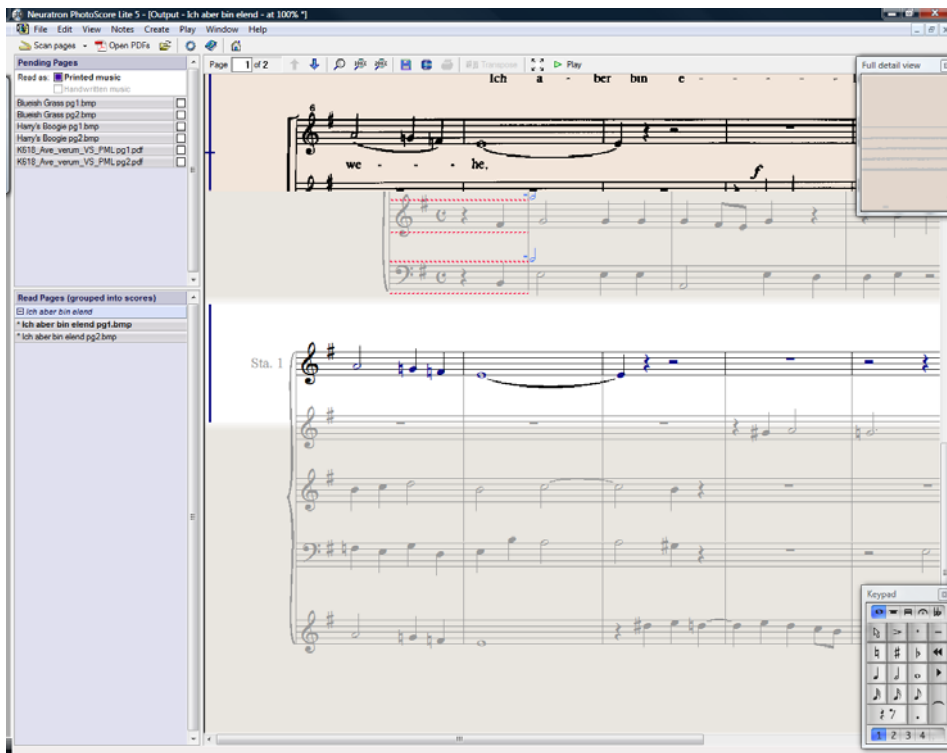 Neuratron PhotoScore Lite 5 - [Output - Ich aber bin elend - at 100% *]
File Edit View Notes Create Play Window Help
Scan pages Open PDFs
Pending Pages
Read as: Printed music
Handwritten music
Blueish Grass pg1.bmp
Blueish Grass pg2.bmp
Harry's Boogie pg1.bmp
Harry's Boogie pg2.bmp
K618_Ave_verum_VS_PML pg1.pdf
K618_Ave_verum_VS_PML pg2.pdf
Read Pages (grouped into scores)
Ich aber bin elend
* Ich aber bin elend pg1.bmp
* Ich aber bin elend pg2.bmp
Page 1 of 2 Transpose Play
Ich a - ber bin e - - - -
6
we - - - he,
f
Sta. 1
Full detail view
Keypad
1 2 3 4